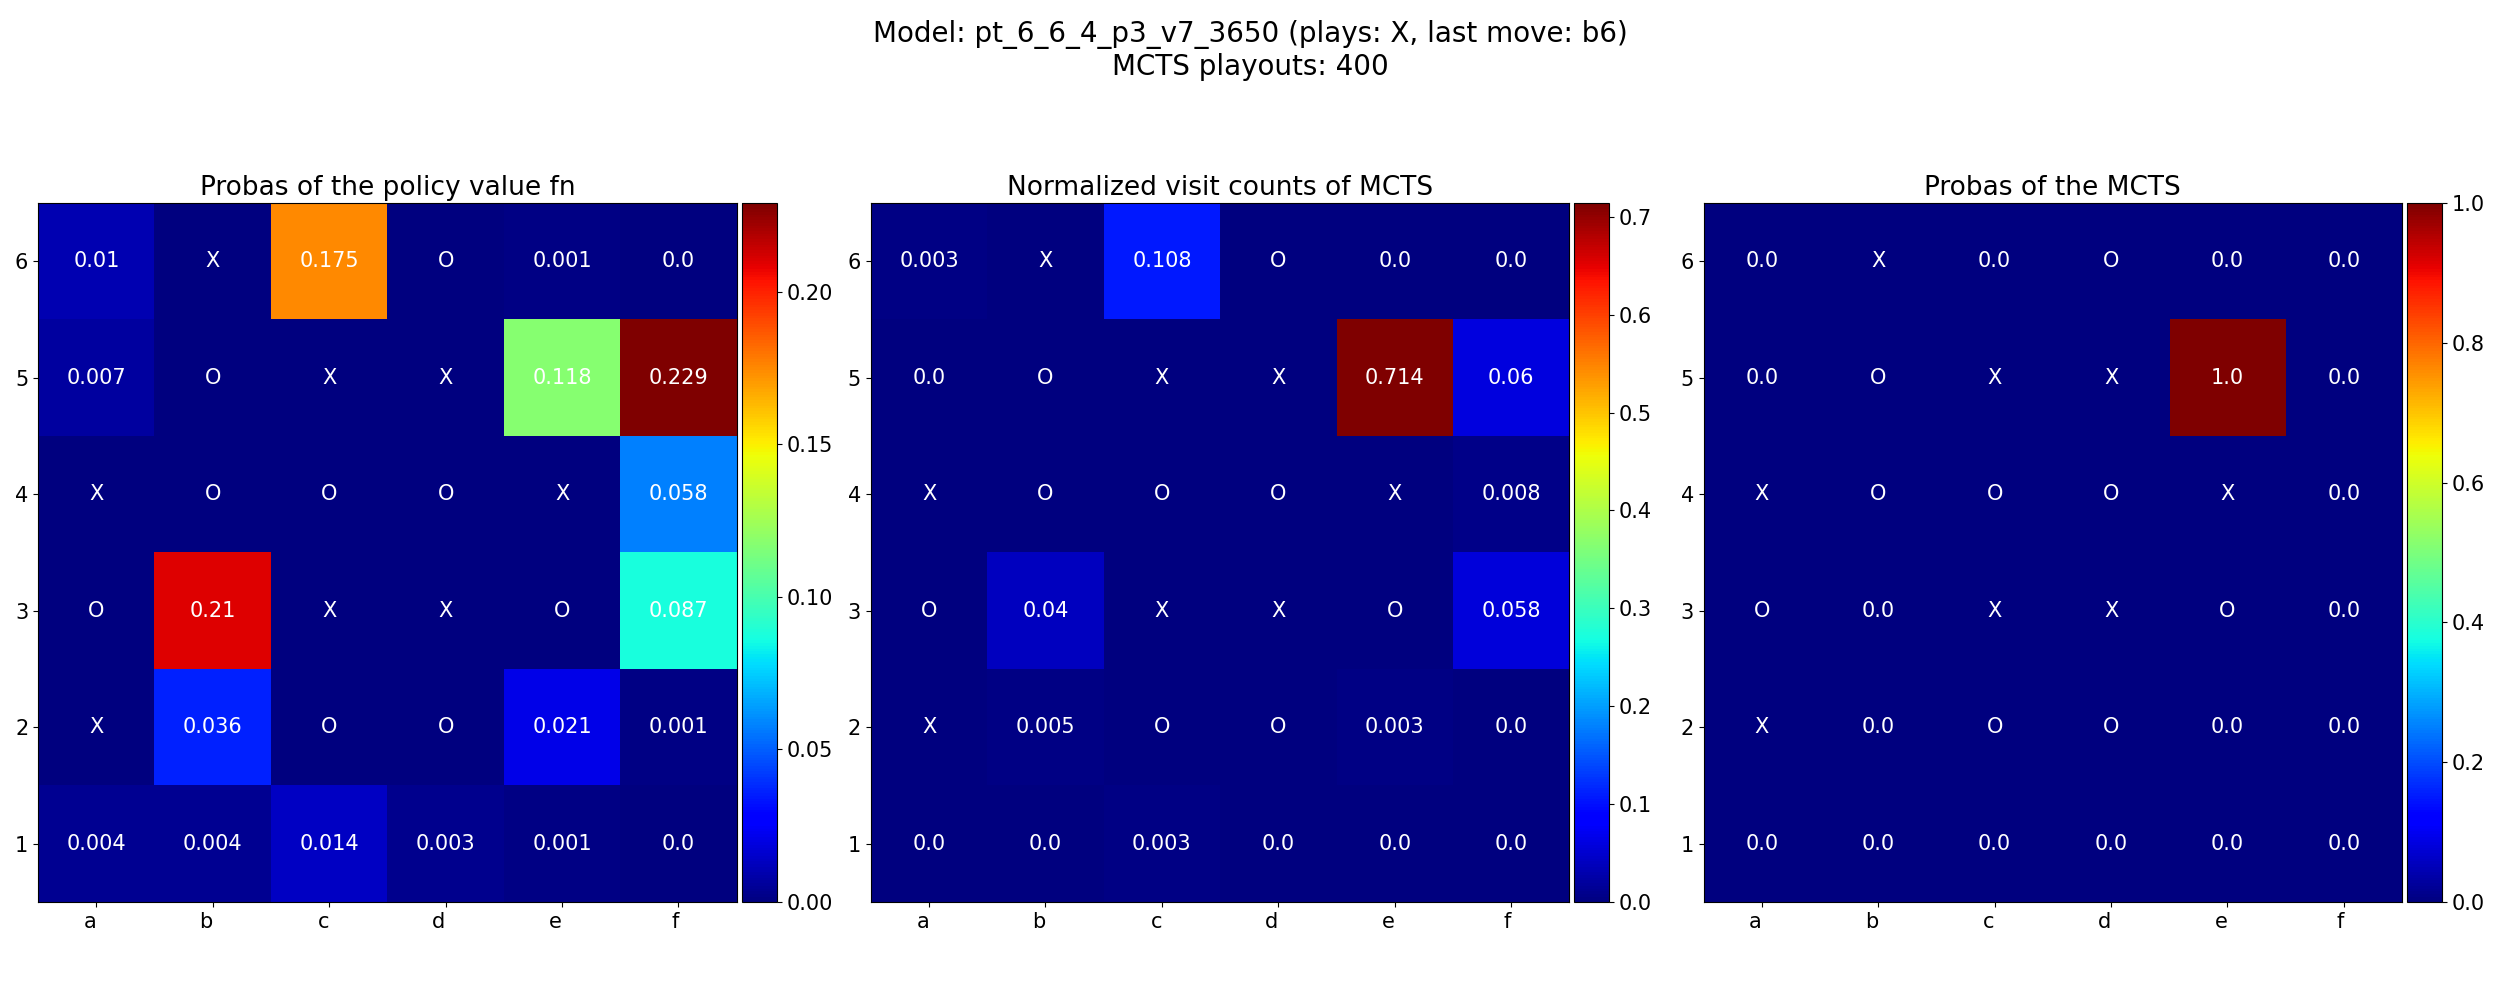 Model: pt_6_6_4_p3_v7_3650 (plays: X, last move: b6)
MCTS playouts: 400
Probas of the policy value fn
6 0.01 X 0.175 O 0.001 0.0
5 0.007 O X X 0.118 0.229
4 X O O O X 0.058
3 O 0.21 X X O 0.087
2 X 0.036 O O 0.021 0.001
1 0.004 0.004 0.014 0.003 0.001 0.0
a b c d e f
0.20
0.15
0.10
0.05
0.00
Normalized visit counts of MCTS
6 0.003 X 0.108 O 0.0 0.0
5 0.0 O X X 0.714 0.06
4 X O O O X 0.008
3 O 0.04 X X O 0.058
2 X 0.005 O O 0.003 0.0
1 0.0 0.0 0.003 0.0 0.0 0.0
a b c d e f
0.7
0.6
0.5
0.4
0.3
0.2
0.1
0.0
Probas of the MCTS
6 0.0 X 0.0 O 0.0 0.0
5 0.0 O X X 1.0 0.0
4 X O O O X 0.0
3 O 0.0 X X O 0.0
2 X 0.0 O O 0.0 0.0
1 0.0 0.0 0.0 0.0 0.0 0.0
a b c d e f
1.0
0.8
0.6
0.4
0.2
0.0